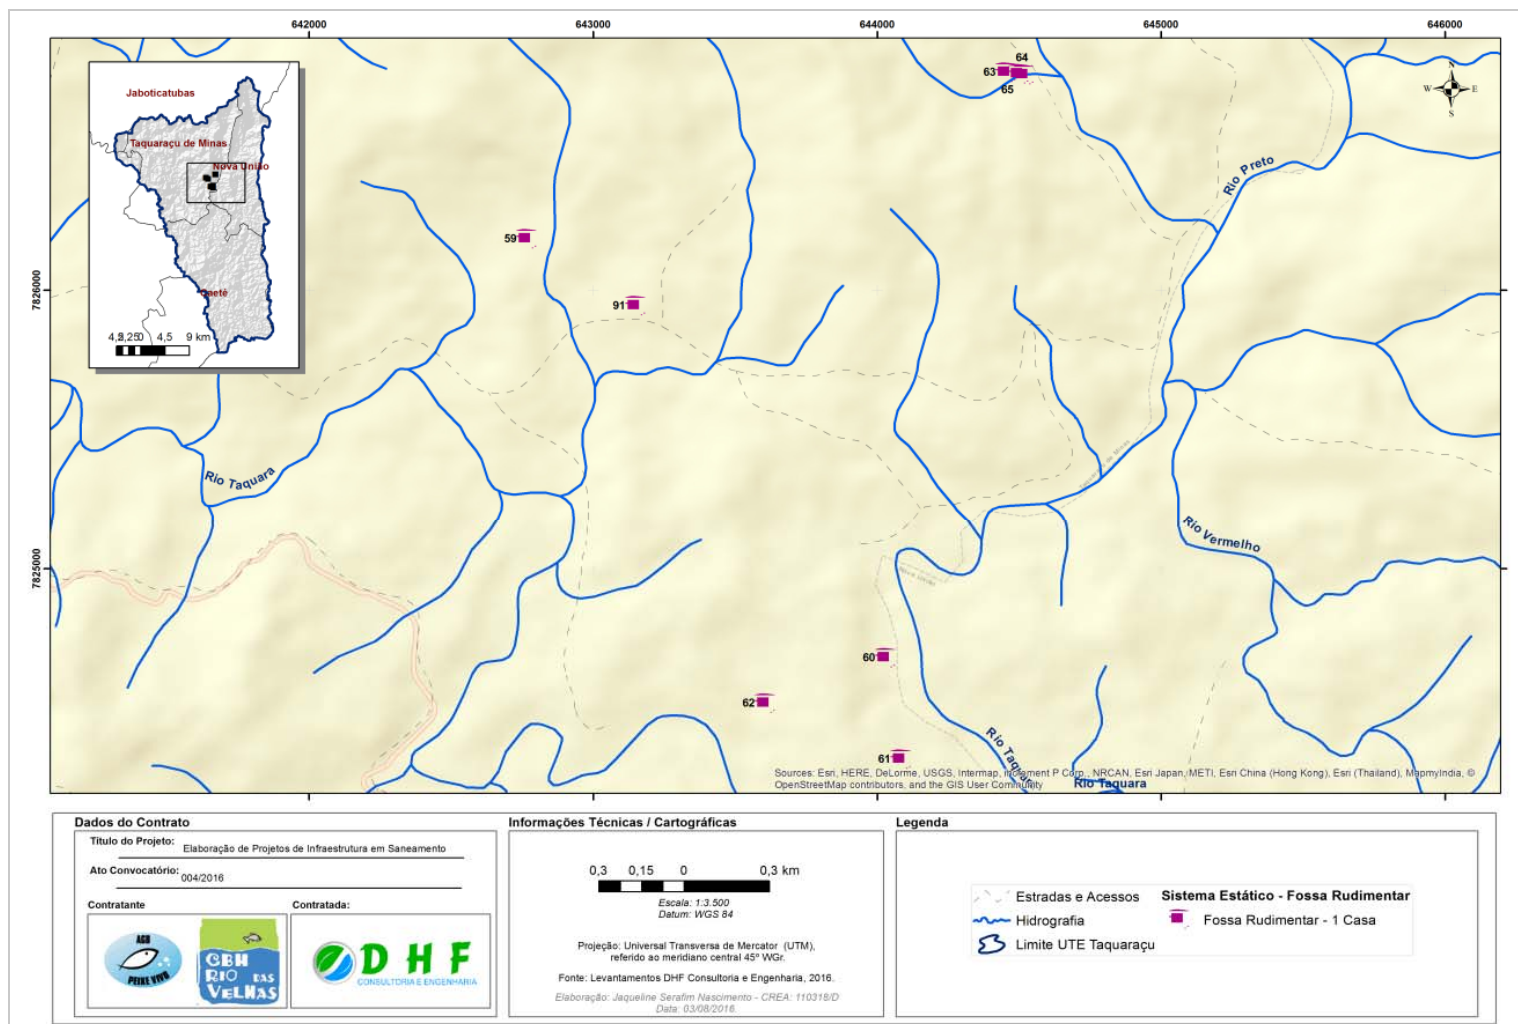 642000
643000
644000
645000
646000
64
63
65
N
W
E
S
Jaboticatubas
Taquaraçu de Minas
Nova União
Caeté
4,5 9 km
Rio Preto
59
91
7826000
7826000
Rio Taquara
Rio Vermelho
7825000
60
62
61
Rio Taquara
Sources: Esri, HERE, DeLorme, USGS, Intermap, increment P Corp., NRCAN, Esri Japan, METI, Esri China (Hong Kong), Esri (Thailand), MapmyIndia, ©
OpenStreetMap contributors, and the GIS User Community
Rio Taquara
Dados do Contrato
Título do Projeto: Elaboração de Projetos de Infraestrutura em Saneamento
Ato Convocatório: 004/2016
Contratante
Contratada:
AGB
PEIXE VIVO
CBH
RIO DAS
VELHAS
DHF
CONSULTORIA E ENGENHARIA
Informações Técnicas / Cartográficas
0,3 0,15 0 0,3 km
Escala: 1:3.500
Datum: WGS 84
Projeção: Universal Transversa de Mercator (UTM),
referido ao meridiano central 45º WGr.
Fonte: Levantamentos DHF Consultoria e Engenharia, 2016.
Elaboração: Jaqueline Serafim Nascimento - CREA: 110318/D
Data: 03/08/2016.
Legenda
Estradas e Acessos
Hidrografia
Limite UTE Taquaraçu
Sistema Estático - Fossa Rudimentar
Fossa Rudimentar - 1 Casa